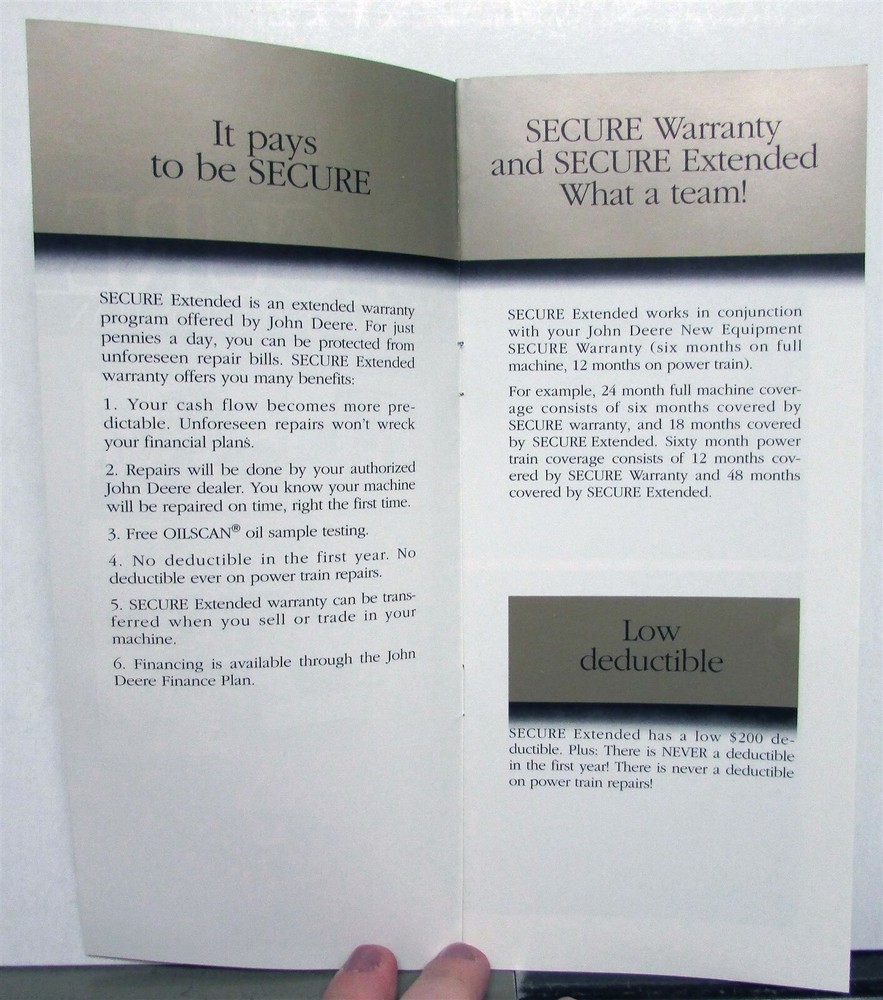 It pays
to be SECURE
SECURE Extended is an extended warranty
program offered by John Deere. For just
pennies a day, you can be protected from
unforeseen repair bills. SECURE Extended
warranty offers you many benefits:
1. Your cash flow becomes more pre-
dictable. Unforeseen repairs won't wreck
your financial plans.
2. Repairs will be done by your authorized
John Deere dealer. You know your machine
will be repaired on time, right the first time.
3. Free OILSCAN® oil sample testing.
4. No deductible in the first year. No
deductible ever on power train repairs.
5. SECURE Extended warranty can be trans-
ferred when you sell or trade in your
machine.
6. Financing is available through the John
Deere Finance Plan.
SECURE Warranty
and SECURE Extended
What a team!
SECURE Extended works in conjunction
with your John Deere New Equipment
SECURE Warranty (six months on full
machine, 12 months on power train).
For example, 24 month full machine cover-
age consists of six months covered by
SECURE warranty, and 18 months covered
by SECURE Extended. Sixty month power
train coverage consists of 12 months cov-
ered by SECURE Warranty and 48 months
covered by SECURE Extended.
Low
deductible
SECURE Extended has a low $200 de-
ductible. Plus: There is NEVER a deductible
in the first year! There is never a deductible
on power train repairs!